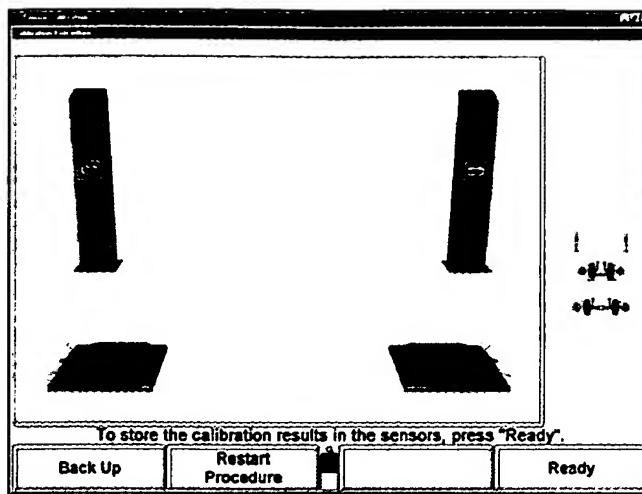 To store the calibration results in the sensors, press "Ready".
Back Up
Restart
Procedure
Ready